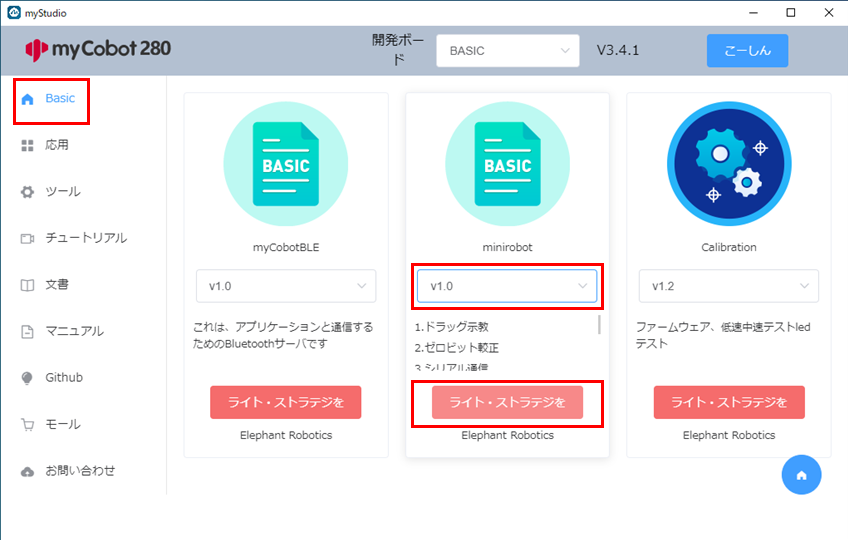 myStudio
myCobot 280
開発ボー
ド
BASIC
V3.4.1
こーしん
Basic
応用
ツール
チュートリアル
文書
マニュアル
Github
モール
お問い合わせ
BASIC
myCobotBLE
v1.0
これは、アプリケーションと通信する
ためのBluetoothサーバです
ライト・ストラテジを
Elephant Robotics
BASIC
minirobot
v1.0
1.ドラッグ示教
2.ゼロビット較正
3.シリアル通信
ライト・ストラテジを
Elephant Robotics
Calibration
v1.2
ファームウェア、低速中速テストled
テスト
ライト・ストラテジを
Elephant Robotics